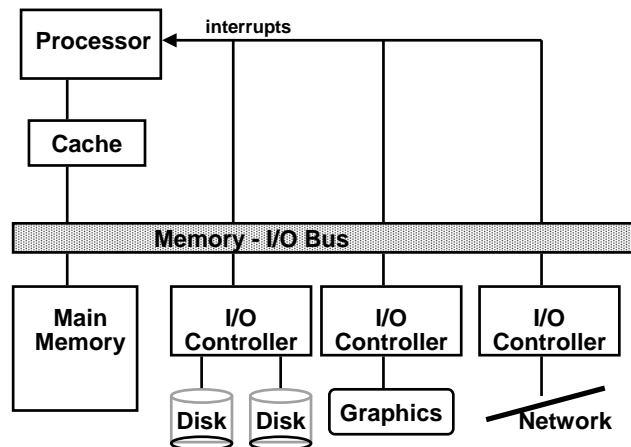 Processor
interrupts
Cache
Memory - I/O Bus
Main
Memory
I/O
Controller
I/O
Controller
I/O
Controller
Disk
Disk
Graphics
Network